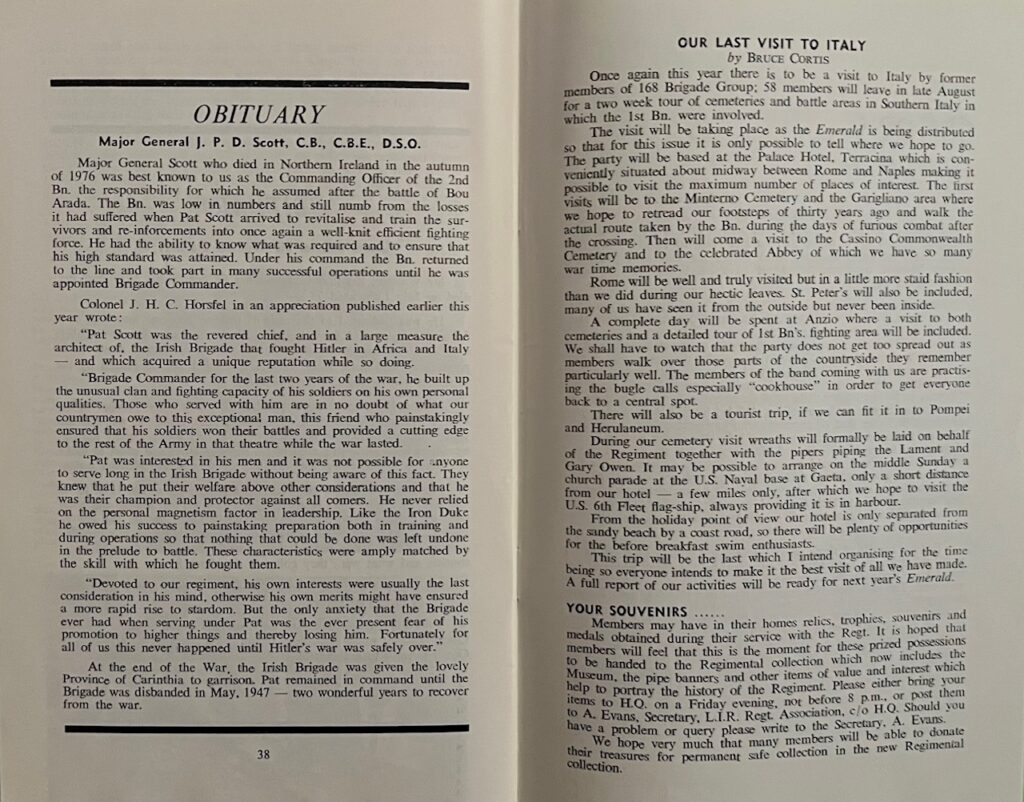 OBITUARY
Major General J. P. D. Scott, C.B., C.B.E., D.S.O.
Major General Scott who died in Northern Ireland in the autumn
of 1976 was best known to us as the Commanding Officer of the 2nd
Bn. the responsibility for which he assumed after the battle of Bou
Arada. The Bn. was low in numbers and still numb from the losses
it had suffered when Pat Scott arrived to revitalise and train the sur-
vivors and re-inforcements into once again a well-knit efficient fighting
force. He had the ability to know what was required and to ensure that
his high standard was attained. Under his command the Bn. returned
to the line and took part in many successful operations until he was
appointed Brigade Commander.
Colonel J. H. C. Horsfel in an appreciation published earlier this
year wrote:
"Pat Scott was the revered chief, and in a large measure the
architect of, the Irish Brigade that fought Hitler in Africa and Italy
— and which acquired a unique reputation while so doing.
"Brigade Commander for the last two years of the war, he built up
the unusual clan and fighting capacity of his soldiers on his own personal
qualities. Those who served with him are in no doubt of what our
countrymen owe to this exceptional man, this friend who painstakingly
ensured that his soldiers won their battles and provided a cutting edge
to the rest of the Army in that theatre while the war lasted.
"Pat was interested in his men and it was not possible for anyone
to serve long in the Irish Brigade without being aware of this fact. They
knew that he put their welfare above other considerations and that he
was their champion and protector against all comers. He never relied
on the personal magnetism factor in leadership. Like the Iron Duke
he owed his success to painstaking preparation both in training and
during operations so that nothing that could be done was left undone
in the prelude to battle. These characteristics were amply matched by
the skill with which he fought them.
"Devoted to our regiment, his own interests were usually the last
consideration in his mind, otherwise his own merits might have ensured
a more rapid rise to stardom. But the only anxiety that the Brigade
ever had when serving under Pat was the ever present fear of his
promotion to higher things and thereby losing him. Fortunately for
all of us this never happened until Hitler's war was safely over."
At the end of the War, the Irish Brigade was given the lovely
Province of Carinthia to garrison. Pat remained in command until the
Brigade was disbanded in May, 1947 — two wonderful years to recover
from the war.
38
OUR LAST VISIT TO ITALY
by BRUCE CORTIS
Once again this year there is to be a visit to Italy by former
members of 168 Brigade Group; 58 members will leave in late August
for a two week tour of cemeteries and battle areas in Southern Italy in
which the 1st Bn. were involved.
The visit will be taking place as the Emerald is being distributed
so that for this issue it is only possible to tell where we hope to go.
The party will be based at the Palace Hotel, Terracina which is con-
veniently situated about midway between Rome and Naples making it
possible to visit the maximum number of places of interest. The first
visits will be to the Minterno Cemetery and the Garigliano area where
we hope to retread our footsteps of thirty years ago and walk the
actual route taken by the Bn. during the days of furious combat after
the crossing. Then will come a visit to the Cassino Commonwealth
Cemetery and to the celebrated Abbey of which we have so many
war time memories.
Rome will be well and truly visited but in a little more staid fashion
than we did during our hectic leaves. St. Peter's will also be included,
many of us have seen it from the outside but never been inside.
A complete day will be spent at Anzio where a visit to both
cemeteries and a detailed tour of 1st Bn's. fighting area will be included.
We shall have to watch that the party does not get too spread out as
members walk over those parts of the countryside they remember
particularly well. The members of the band coming with us are practis-
ing the bugle calls especially "cookhouse" in order to get everyone
back to a central spot.
There will also be a tourist trip, if we can fit it in to Pompei
and Herulaneum.
During our cemetery visit wreaths will formally be laid on behalf
of the Regiment together with the pipers piping the Lament and
Gary Owen. It may be possible to arrange on the middle Sunday a
church parade at the U.S. Naval base at Gaeta, only a short distance
from our hotel — a few miles only, after which we hope to visit the
U.S. 6th Fleet flag-ship, always providing it is in harbour.
From the holiday point of view our hotel is only separated from
the sandy beach by a coast road, so there will be plenty of opportunities
for the before breakfast swim enthusiasts.
This trip will be the last which I intend organising for the time
being so everyone intends to make it the best visit of all we have made.
A full report of our activities will be ready for next year's Emerald.
YOUR SOUVENIRS ......
Members may have in their homes relics, trophies, souvenirs and
medals obtained during their service with the Regt. It is hoped that
members will feel that this is the moment for these prized possessions
to be handed to the Regimental collection which now includes the
Museum, the pipe banners and other items of value and interest which
help to portray the history of the Regiment. Please either bring your
items to H.Q. on a Friday evening, not before 8 p.m., or post them
to A. Evans, Secretary, L.I.R. Regt. Association, c/o H.Q. Should you
have a problem or query please write to the Secretary, A. Evans.
We hope very much that many members will be able to donate
their treasures for permanent safe collection in the new Regimental
collection.